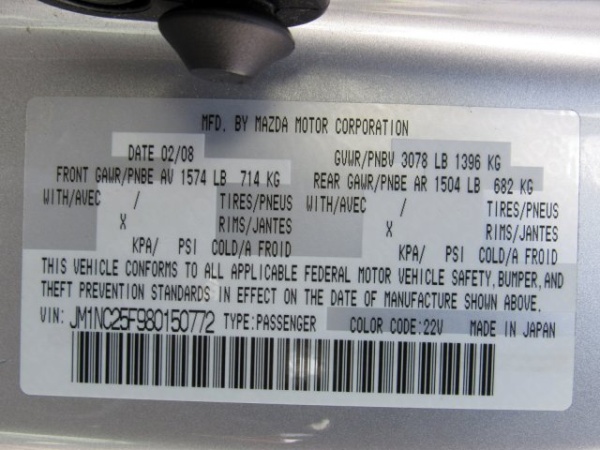 MFD. BY MAZDA MOTOR CORPORATION
DATE 02/08 GVWR/PNBV 3078 LB 1396 KG
FRONT GAWR/PNBE AV 1574 LB 714 KG REAR GAWR/PNBE AR 1504 LB 682 KG
WITH/AVEC / TIRES/PNEUS WITH/AVEC / TIRES/PNEUS
X RIMS/JANTES X RIMS/JANTES
KPA/ PSI COLD/A FROID KPA/ PSI COLD/A FROID
THIS VEHICLE CONFORMS TO ALL APPLICABLE FEDERAL MOTOR VEHICLE SAFETY, BUMPER, AND
THEFT PREVENTION STANDARDS IN EFFECT ON THE DATE OF MANUFACTURE SHOWN ABOVE.
VIN: JM1NC25F980150772 TYPE:PASSENGER COLOR CODE:22V MADE IN JAPAN